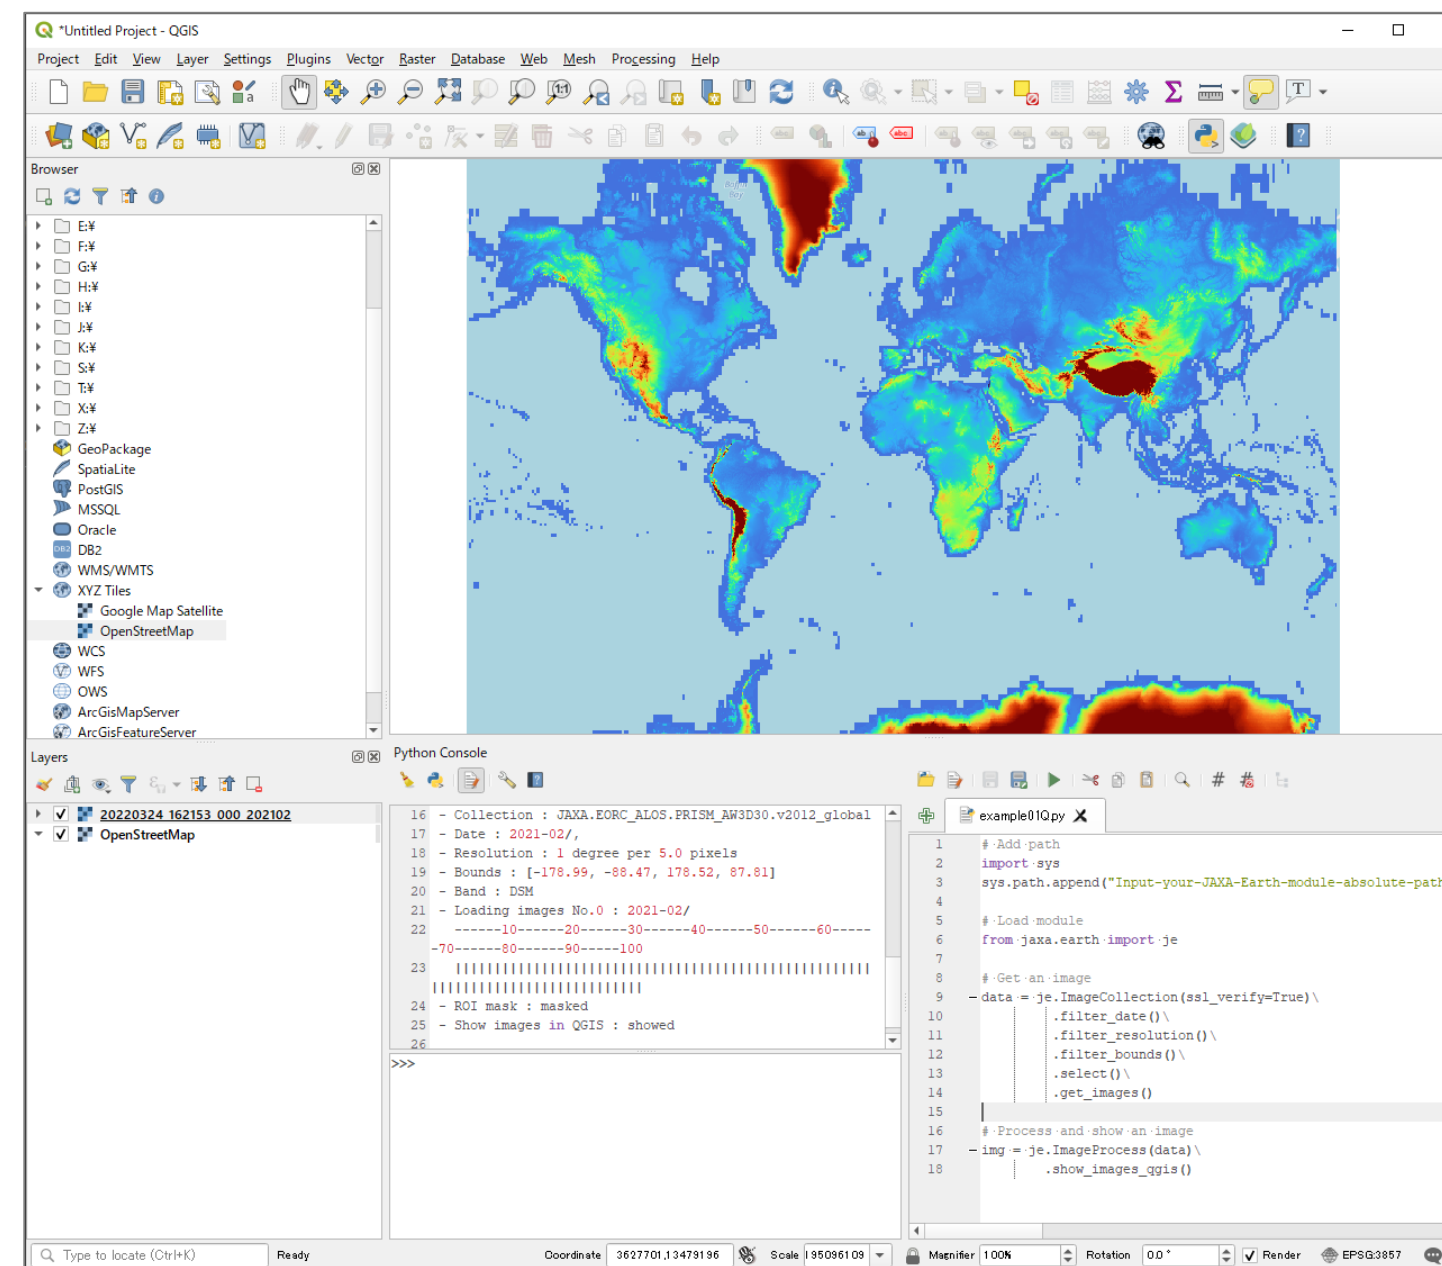 *Untitled Project - QGIS
Project Edit View Layer Settings Plugins Vector Raster Database Web Mesh Processing Help
Browser
E:¥
F:¥
G:¥
H:¥
I:¥
J:¥
K:¥
S:¥
T:¥
X:¥
Z:¥
GeoPackage
SpatiaLite
PostGIS
MSSQL
Oracle
DB2
WMS/WMTS
XYZ Tiles
Google Map Satellite
OpenStreetMap
WCS
WFS
OWS
ArcGisMapServer
ArcGisFeatureServer
Layers
20220324_162153_000_202102
OpenStreetMap
Python Console
16 - Collection : JAXA.EORC_ALOS.PRISM_AW3D30.v2012_global
17 - Date : 2021-02/,
18 - Resolution : 1 degree per 5.0 pixels
19 - Bounds : [-178.99, -88.47, 178.52, 87.81]
20 - Band : DSM
21 - Loading images No.0 : 2021-02/
22 ------10------20------30------40------50------60-----
-70------80------90-----100
23 |||||||||||||||||||||||||||||||||||||||||||||||||||||
|||||||||||||||||||||||||||
24 - ROI mask : masked
25 - Show images in QGIS : showed
26
>>>
example01Q.py
1 # Add path
2 import sys
3 sys.path.append("Input-your-JAXA-Earth-module-absolute-path
4
5 # Load module
6 from jaxa.earth import je
7
8 # Get an image
9 data = je.ImageCollection(ssl_verify=True)\
10 .filter_date()\
11 .filter_resolution()\
12 .filter_bounds()\
13 .select()\
14 .get_images()
15
16 # Process and show an image
17 img = je.ImageProcess(data)\
18 .show_images_qgis()
Type to locate (Ctrl+K) Ready Coordinate 3627701,13479196 Scale 195096109 Magnifier 100% Rotation 0.0 ° Render EPSG:3857